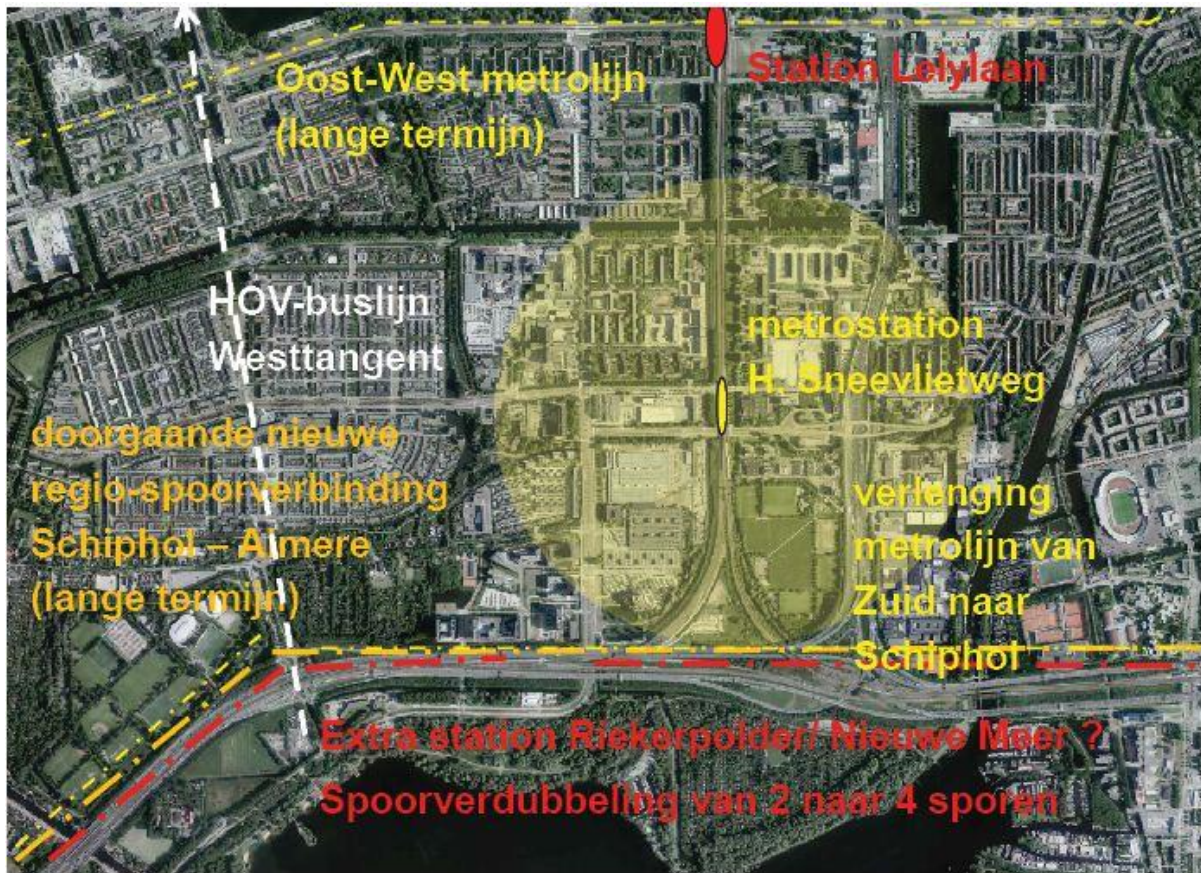 Oost-West metrolijn
(lange termijn)
Station Lelylaan
HOV-buslijn
Westtangent
metrostation
H. Sneevlietweg
doorgaande nieuwe
regio-spoorverbinding
Schiphol – Almere
(lange termijn)
verlenging
metrolijn van
Zuid naar
Schiphol
Extra station Riekerpolder/ Nieuwe Meer ?
Spoorverdubbeling van 2 naar 4 sporen